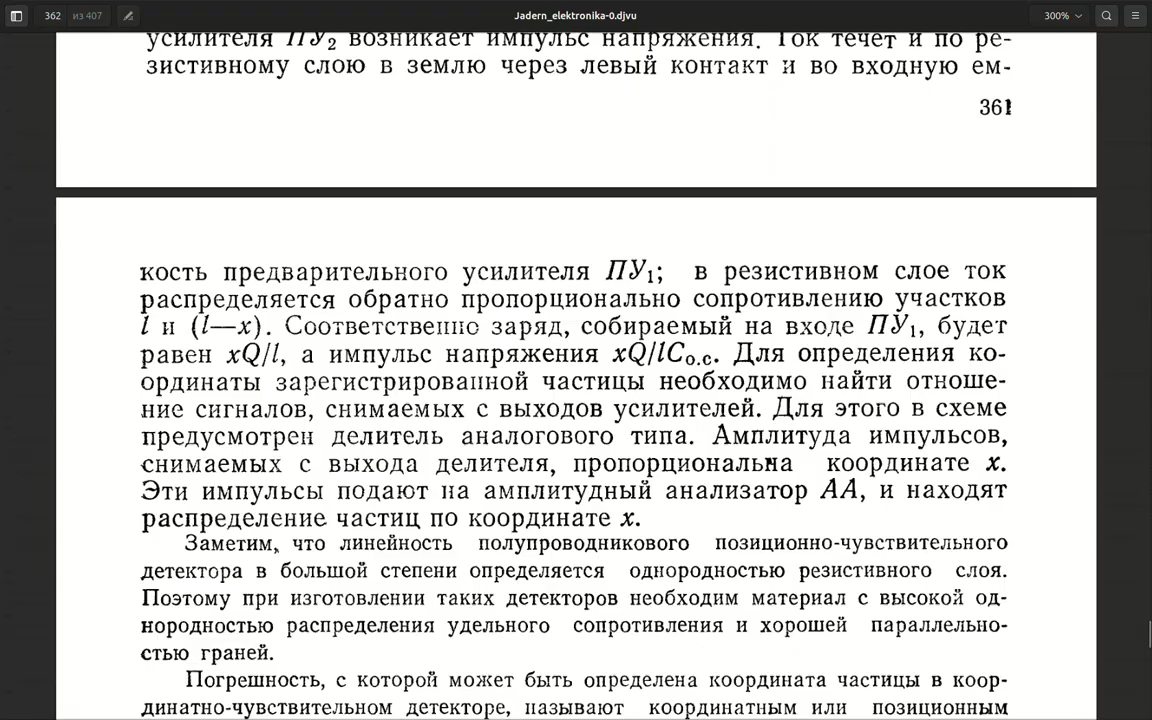 362 из 407
Jadern_elektronika-0.djvu
300%
усилителя ПУ2 возникает импульс напряжения. Ток течет и по ре-
зистивному слою в землю через левый контакт и во входную ем-
361
кость предварительного усилителя ПУ1; в резистивном слое ток
распределяется обратно пропорционально сопротивлению участков
l и (l—x). Соответственно заряд, собираемый на входе ПУ1, будет
равен xQ/l, а импульс напряжения xQ/lCо.с. Для определения ко-
ординаты зарегистрированной частицы необходимо найти отноше-
ние сигналов, снимаемых с выходов усилителей. Для этого в схеме
предусмотрен делитель аналогового типа. Амплитуда импульсов,
снимаемых с выхода делителя, пропорциональна координате x.
Эти импульсы подают на амплитудный анализатор АА, и находят
распределение частиц по координате x.
Заметим, что линейность полупроводникового позиционно-чувствительного
детектора в большой степени определяется однородностью резистивного слоя.
Поэтому при изготовлении таких детекторов необходим материал с высокой од-
нородностью распределения удельного сопротивления и хорошей параллельно-
стью граней.
Погрешность, с которой может быть определена координата частицы в коор-
динатно-чувствительном детекторе, называют координатным или позиционным